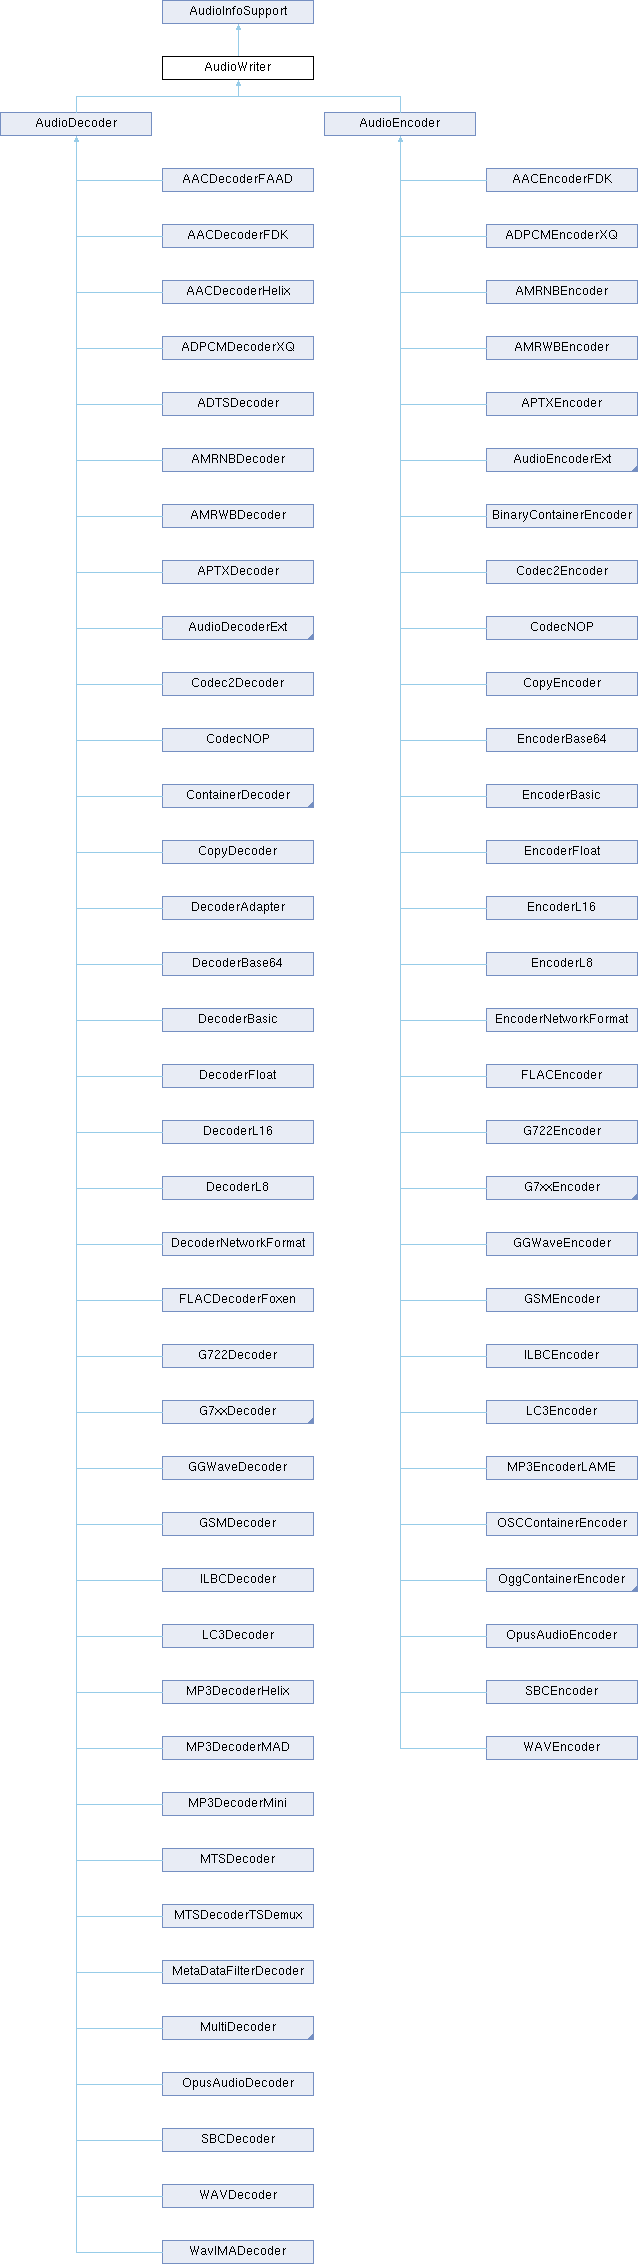 AudioInfoSupport
AudioWriter
AudioDecoder
AudioEncoder
AACDecoderFAAD
AACEncoderFDK
AACDecoderFDK
ADPCMEncoderXQ
AACDecoderHelix
AMRNBEncoder
ADPCMDecoderXQ
AMRWBEncoder
ADTSDecoder
APTXEncoder
AMRNBDecoder
AudioEncoderExt
AMRWBDecoder
BinaryContainerEncoder
APTXDecoder
Codec2Encoder
AudioDecoderExt
CodecNOP
Codec2Decoder
CopyEncoder
CodecNOP
EncoderBase64
ContainerDecoder
EncoderBasic
CopyDecoder
EncoderFloat
DecoderAdapter
EncoderL16
DecoderBase64
EncoderL8
DecoderBasic
EncoderNetworkFormat
DecoderFloat
FLACEncoder
DecoderL16
G722Encoder
DecoderL8
G7xxEncoder
DecoderNetworkFormat
GGWaveEncoder
FLACDecoderFoxen
GSMEncoder
G722Decoder
ILBCEncoder
G7xxDecoder
LC3Encoder
GGWaveDecoder
MP3EncoderLAME
GSMDecoder
OSCContainerEncoder
ILBCDecoder
OggContainerEncoder
LC3Decoder
OpusAudioEncoder
MP3DecoderHelix
SBCEncoder
MP3DecoderMAD
WAVEncoder
MP3DecoderMini
MTSDecoder
MTSDecoderTSDemux
MetaDataFilterDecoder
MultiDecoder
OpusAudioDecoder
SBCDecoder
WAVDecoder
WavIMADecoder